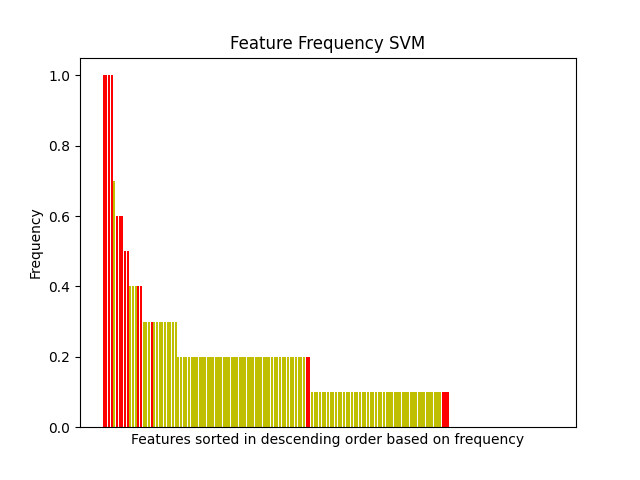 Feature Frequency SVM
1.0
0.8
0.6
0.4
0.2
0.0
Frequency
Features sorted in descending order based on frequency